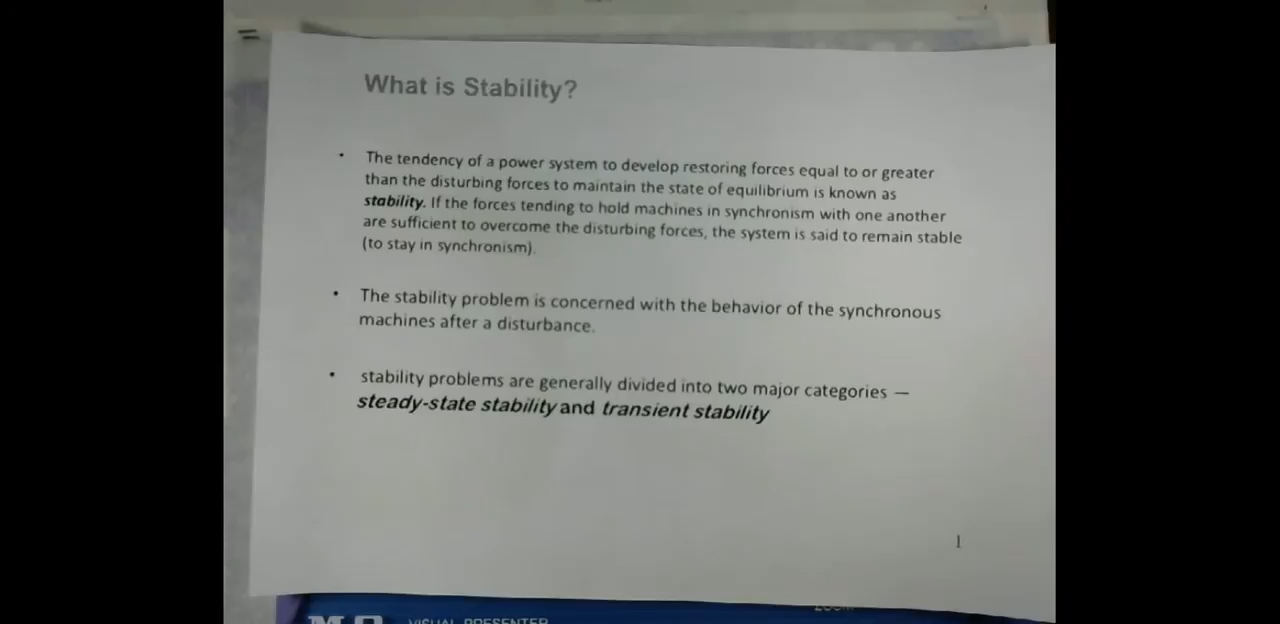 What is Stability?
• The tendency of a power system to develop restoring forces equal to or greater
than the disturbing forces to maintain the state of equilibrium is known as
stability. If the forces tending to hold machines in synchronism with one another
are sufficient to overcome the disturbing forces, the system is said to remain stable
(to stay in synchronism).
• The stability problem is concerned with the behavior of the synchronous
machines after a disturbance.
• stability problems are generally divided into two major categories —
steady-state stability and transient stability
1
VISUAL PRESENTER